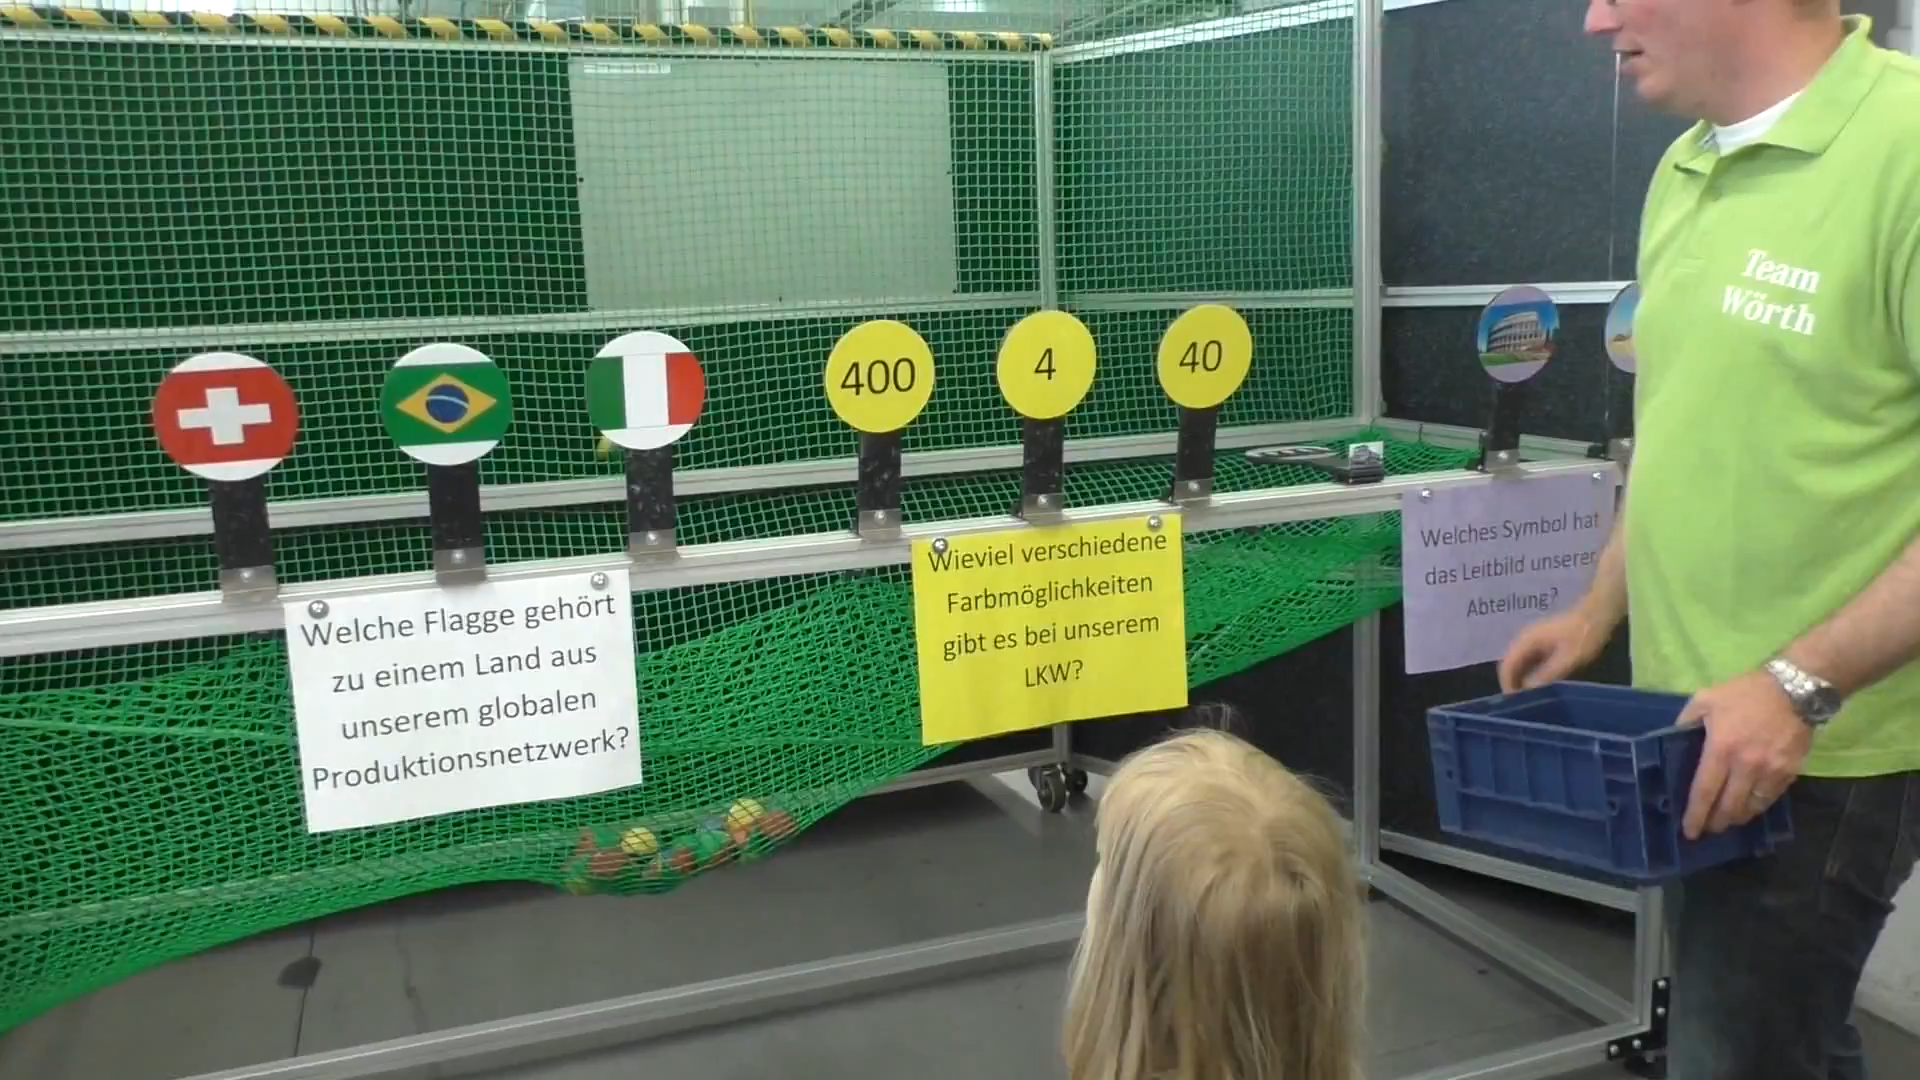 400
4
40
Team
Wörth
Welche Flagge gehört
zu einem Land aus
unserem globalen
Produktionsnetzwerk?
Wieviel verschiedene
Farbmöglichkeiten
gibt es bei unserem
LKW?
Welches Symbol hat
das Leitbild unserer
Abteilung?